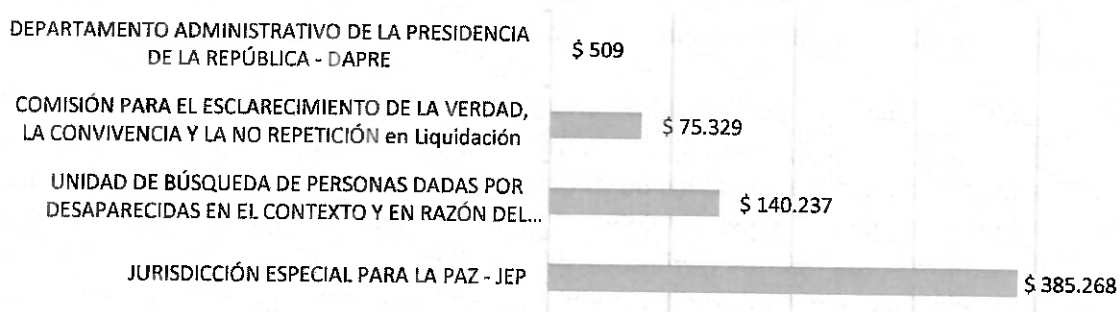 DEPARTAMENTO ADMINISTRATIVO DE LA PRESIDENCIA
DE LA REPÚBLICA - DAPRE
$ 509
COMISIÓN PARA EL ESCLARECIMIENTO DE LA VERDAD,
LA CONVIVENCIA Y LA NO REPETICIÓN en Liquidación
$ 75.329
UNIDAD DE BÚSQUEDA DE PERSONAS DADAS POR
DESAPARECIDAS EN EL CONTEXTO Y EN RAZÓN DEL...
$ 140.237
JURISDICCIÓN ESPECIAL PARA LA PAZ - JEP
$ 385.268